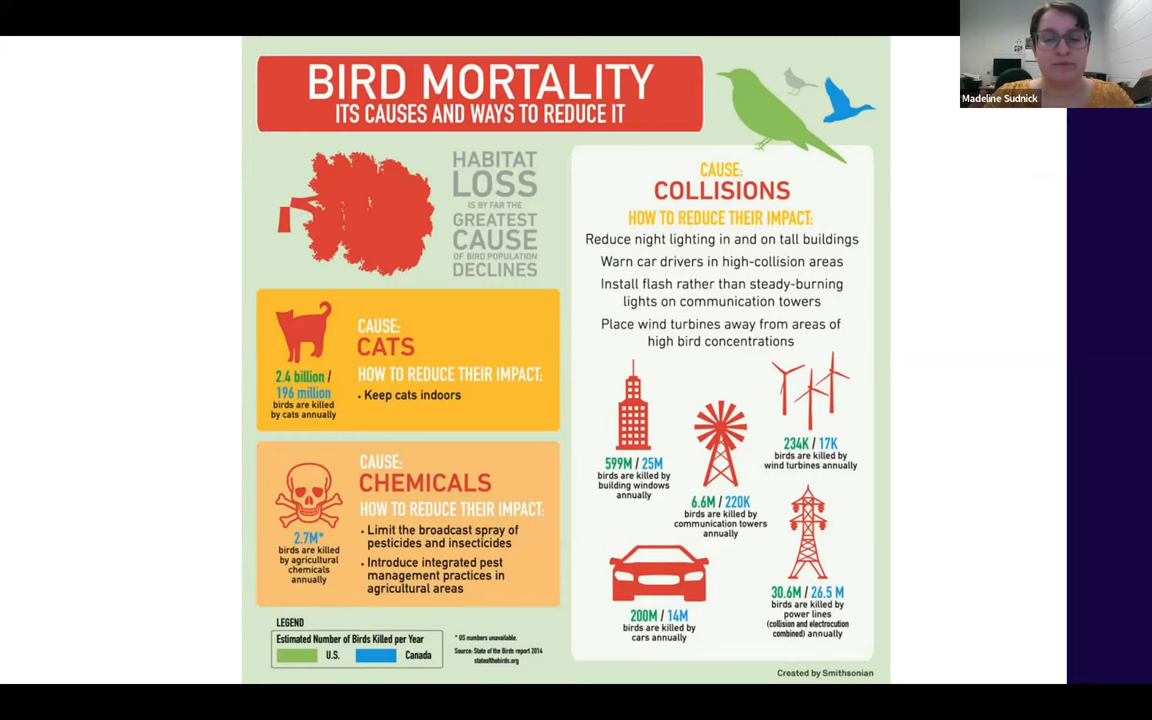 BIRD MORTALITY
ITS CAUSES AND WAYS TO REDUCE IT
Madeline Sudnick
HABITAT
LOSS
IS BY FAR THE
GREATEST
CAUSE
OF BIRD POPULATION
DECLINES
CAUSE:
CATS
HOW TO REDUCE THEIR IMPACT:
• Keep cats indoors
2.4 billion /
196 million
birds are killed
by cats annually
CAUSE:
CHEMICALS
HOW TO REDUCE THEIR IMPACT:
• Limit the broadcast spray of
pesticides and insecticides
• Introduce integrated pest
management practices in
agricultural areas
2.7M*
birds are killed
by agricultural
chemicals
annually
LEGEND
Estimated Number of Birds Killed per Year
U.S.
Canada
* US numbers unavailable.
Source: State of the Birds report 2014
stateofthebirds.org
CAUSE:
COLLISIONS
HOW TO REDUCE THEIR IMPACT:
Reduce night lighting in and on tall buildings
Warn car drivers in high-collision areas
Install flash rather than steady-burning
lights on communication towers
Place wind turbines away from areas of
high bird concentrations
599M / 25M
birds are killed by
building windows
annually
6.6M / 220K
birds are killed by
communication towers
annually
234K / 17K
birds are killed by
wind turbines annually
200M / 14M
birds are killed by
cars annually
30.6M / 26.5 M
birds are killed by
power lines
(collision and electrocution
combined) annually
Created by Smithsonian